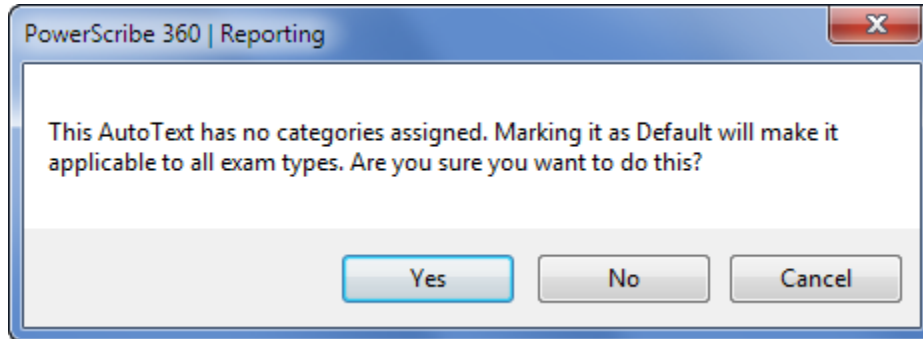 PowerScribe 360 | Reporting
This AutoText has no categories assigned. Marking it as Default will make it
applicable to all exam types. Are you sure you want to do this?
Yes No Cancel